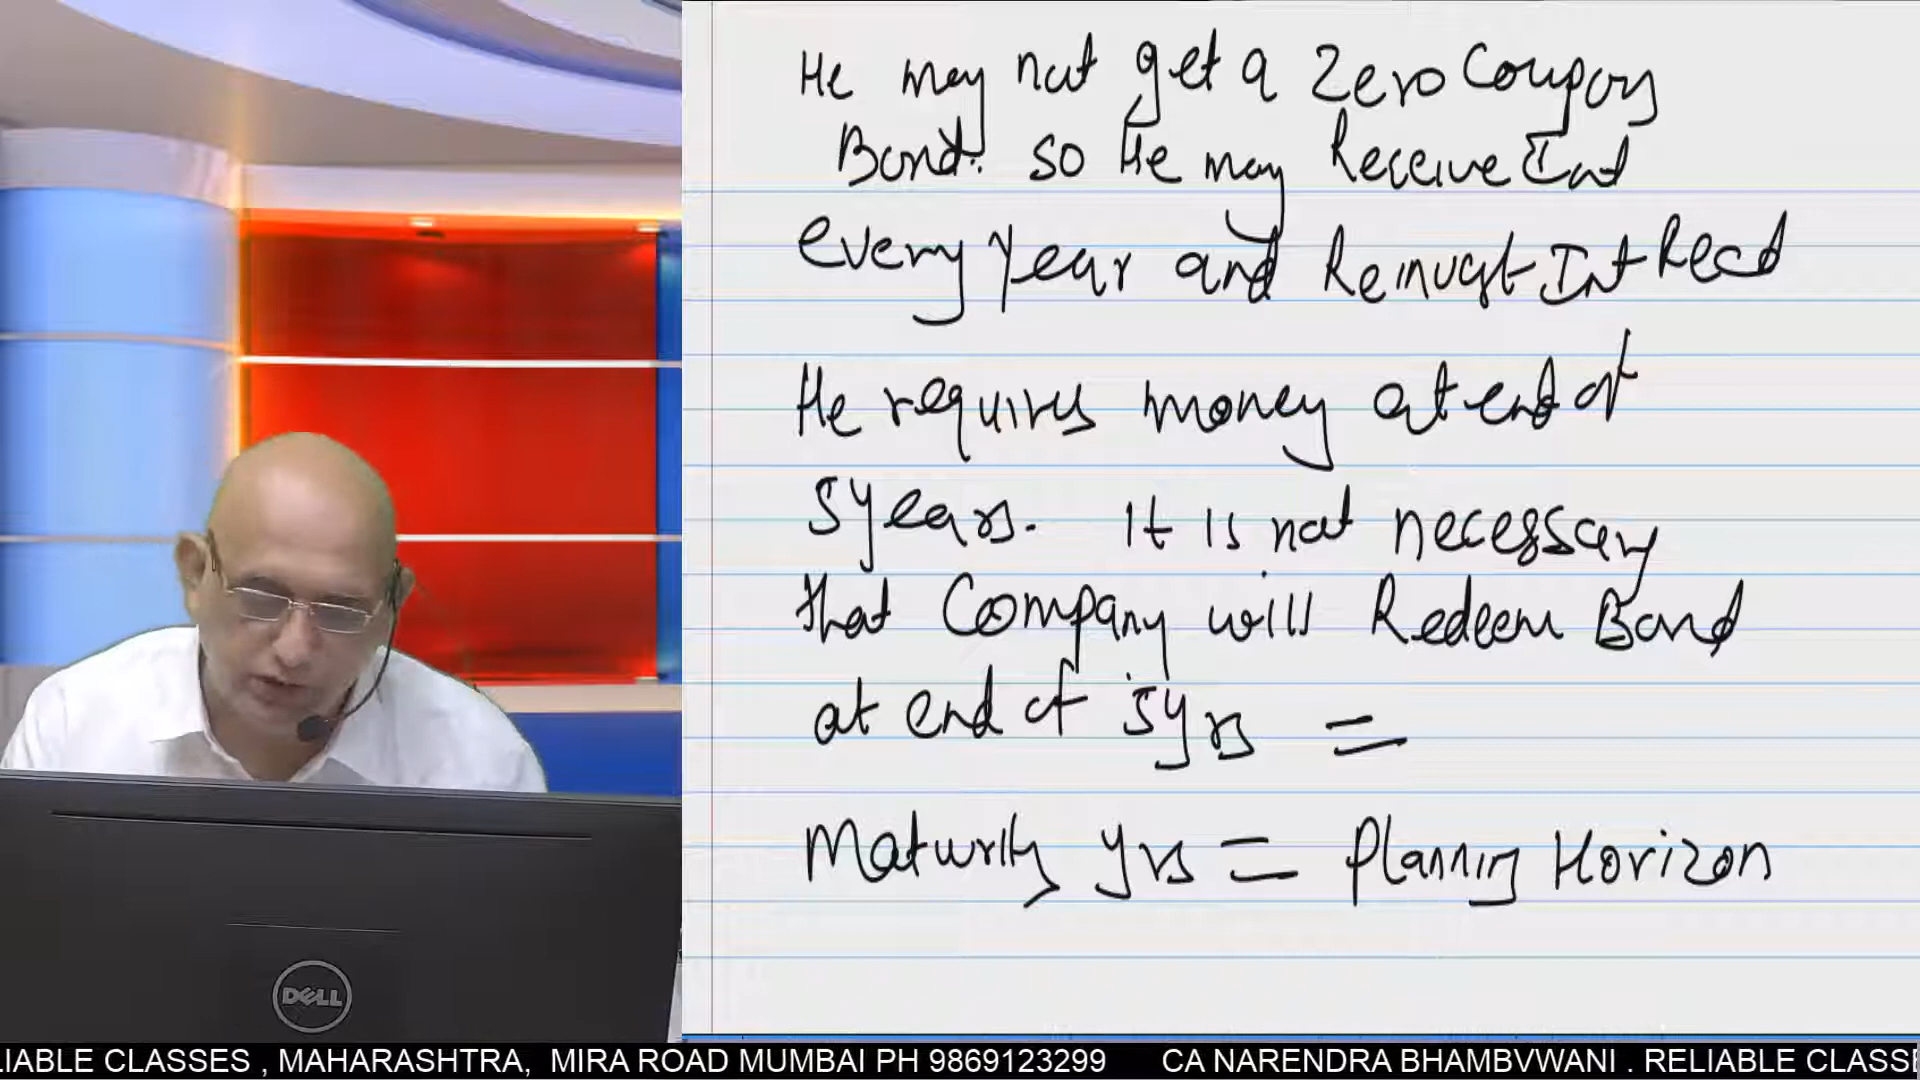 He may not get a Zero Coupon
Bond. So He may Receive Int
every year and Reinvest Int Recd
He requires money at end of
5 years. It is not necessary
that Company will Redeem Bond
at end of 5 yrs =
Maturity yrs = Planning Horizon
DELL
LIABLE CLASSES , MAHARASHTRA, MIRA ROAD MUMBAI PH 9869123299 CA NARENDRA BHAMBVWANI . RELIABLE CLASSE